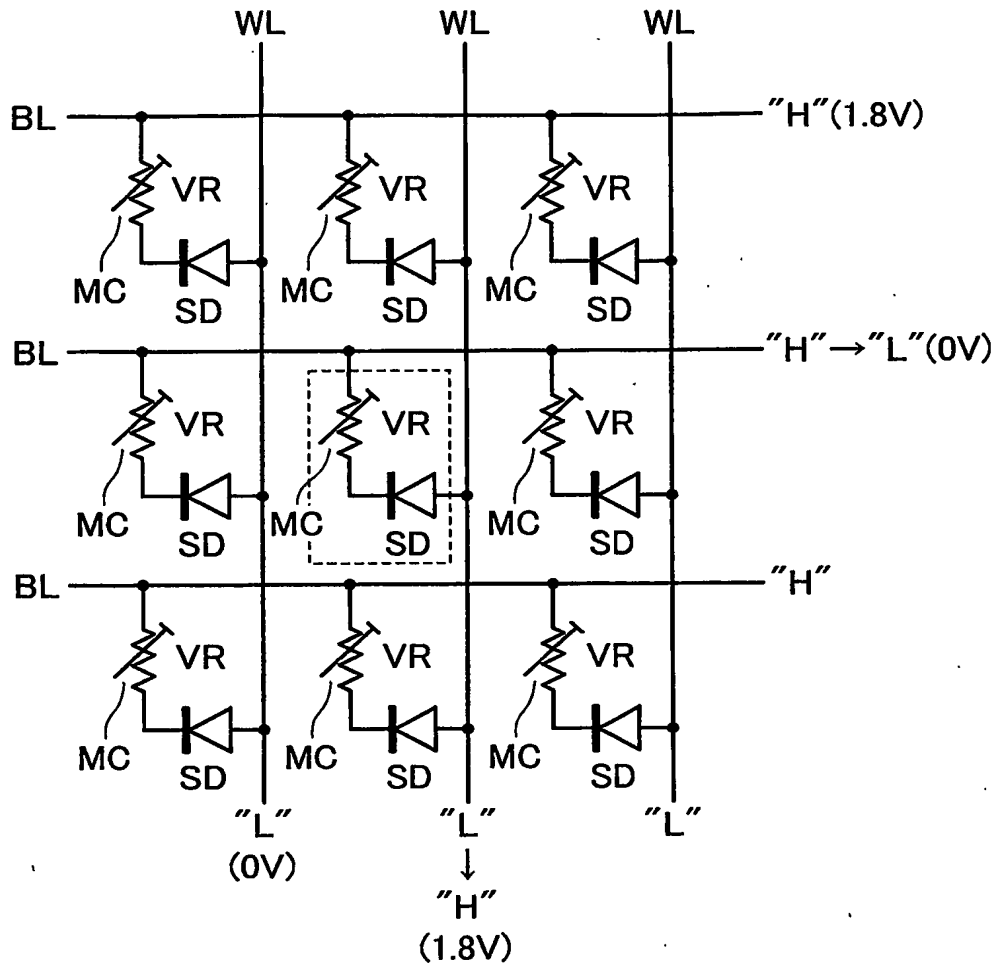 WL WL WL
BL ″H″(1.8V)
VR VR VR
MC MC MC
SD SD SD
BL ″H″→″L″(0V)
VR VR VR
MC MC MC
SD SD SD
BL ″H″
VR VR VR
MC MC MC
SD SD SD
″L″ ″L″ ″L″
(0V) ↓
″H″
(1.8V)